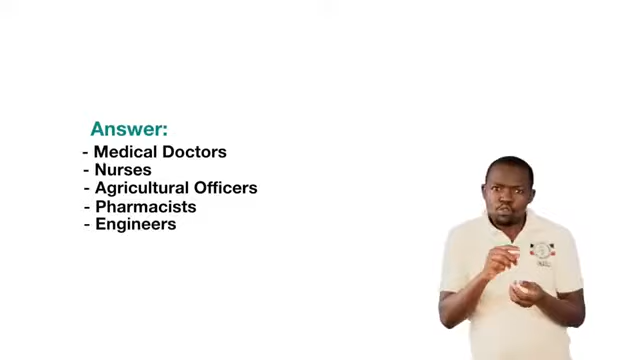 Answer:
- Medical Doctors
- Nurses
- Agricultural Officers
- Pharmacists
- Engineers